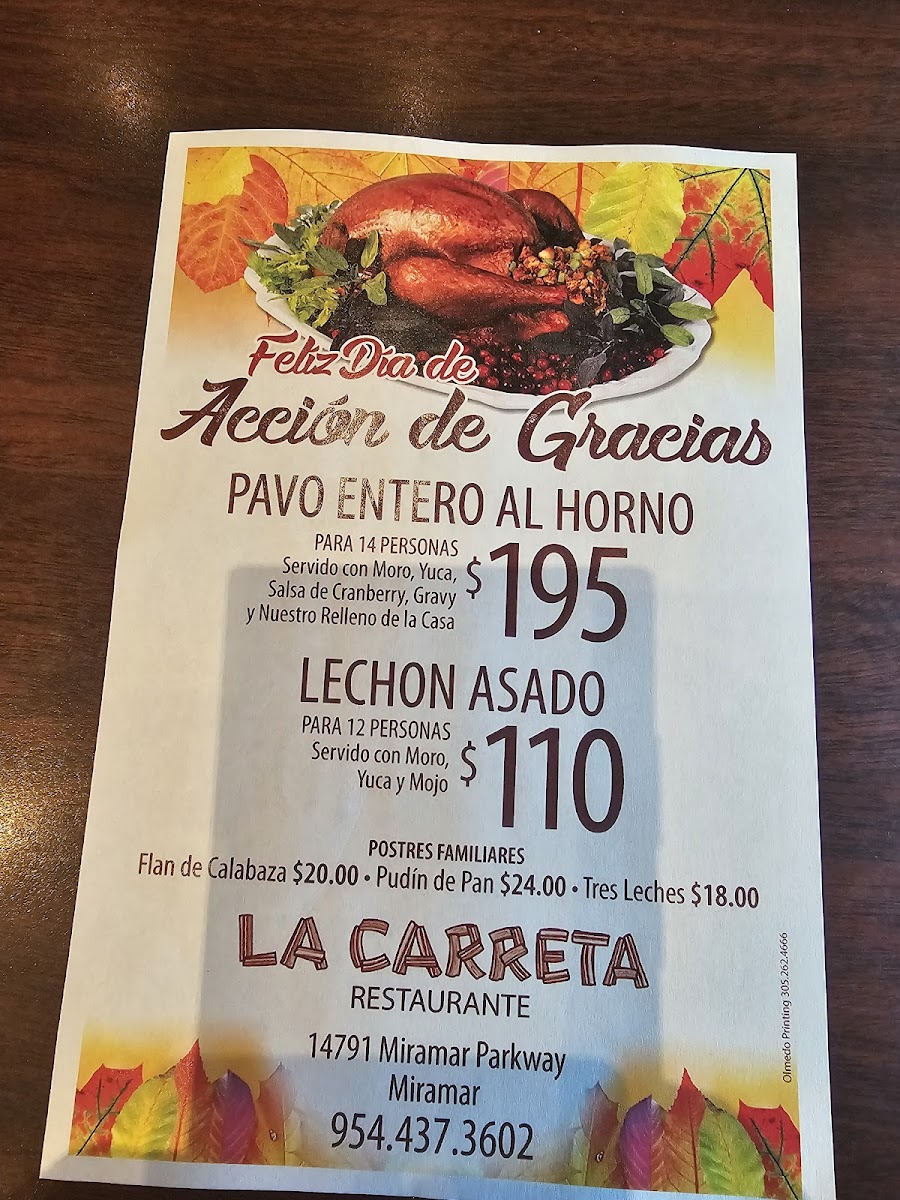 Feliz Día de
Acción de Gracias
PAVO ENTERO AL HORNO
PARA 14 PERSONAS
Servido con Moro, Yuca,
Salsa de Cranberry, Gravy
y Nuestro Relleno de la Casa
$195
LECHON ASADO
PARA 12 PERSONAS
Servido con Moro,
Yuca y Mojo
$110
POSTRES FAMILIARES
Flan de Calabaza $20.00 • Pudín de Pan $24.00 • Tres Leches $18.00
LA CARRETA
RESTAURANTE
14791 Miramar Parkway
Miramar
954.437.3602
Olmedo Printing 305.262.4666